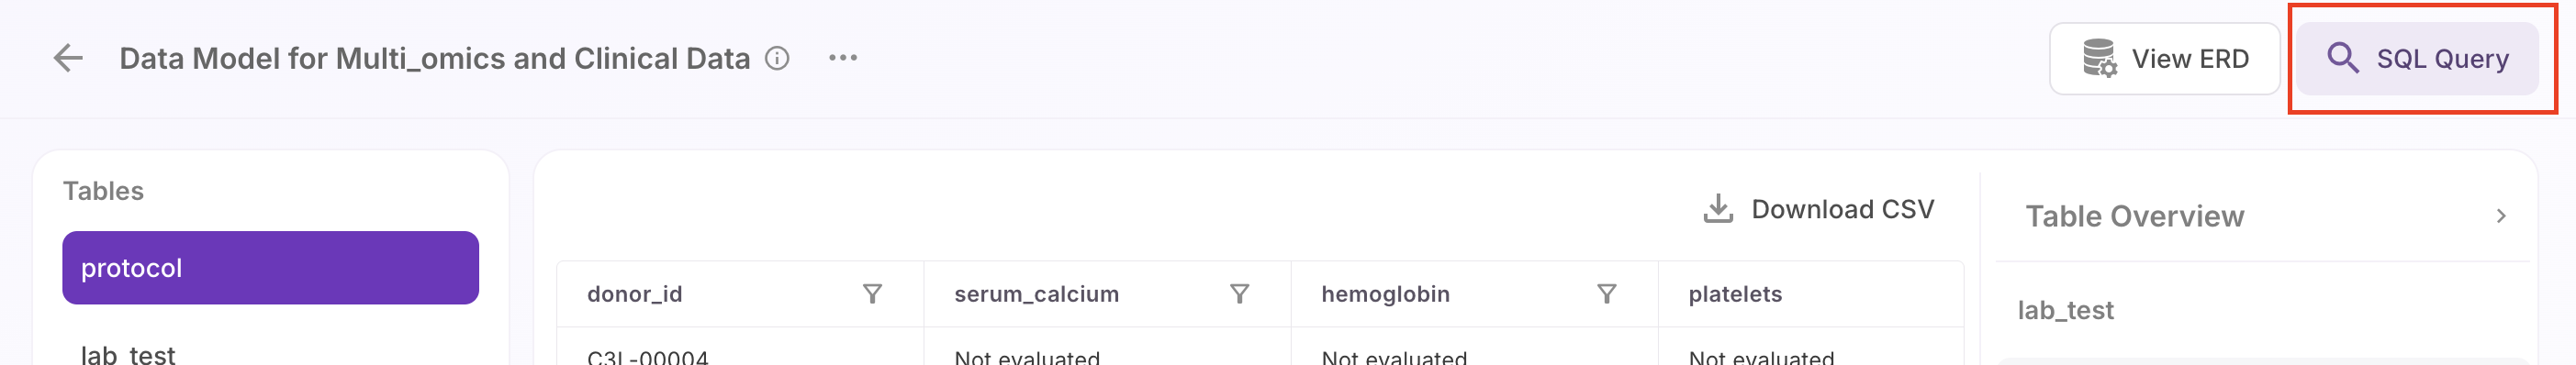 Data Model for Multi_omics and Clinical Data
View ERD
SQL Query
Tables
protocol
lab_test
Download CSV
donor_id
serum_calcium
hemoglobin
platelets
C3L-00004
Not evaluated
Not evaluated
Not evaluated
Table Overview
lab_test